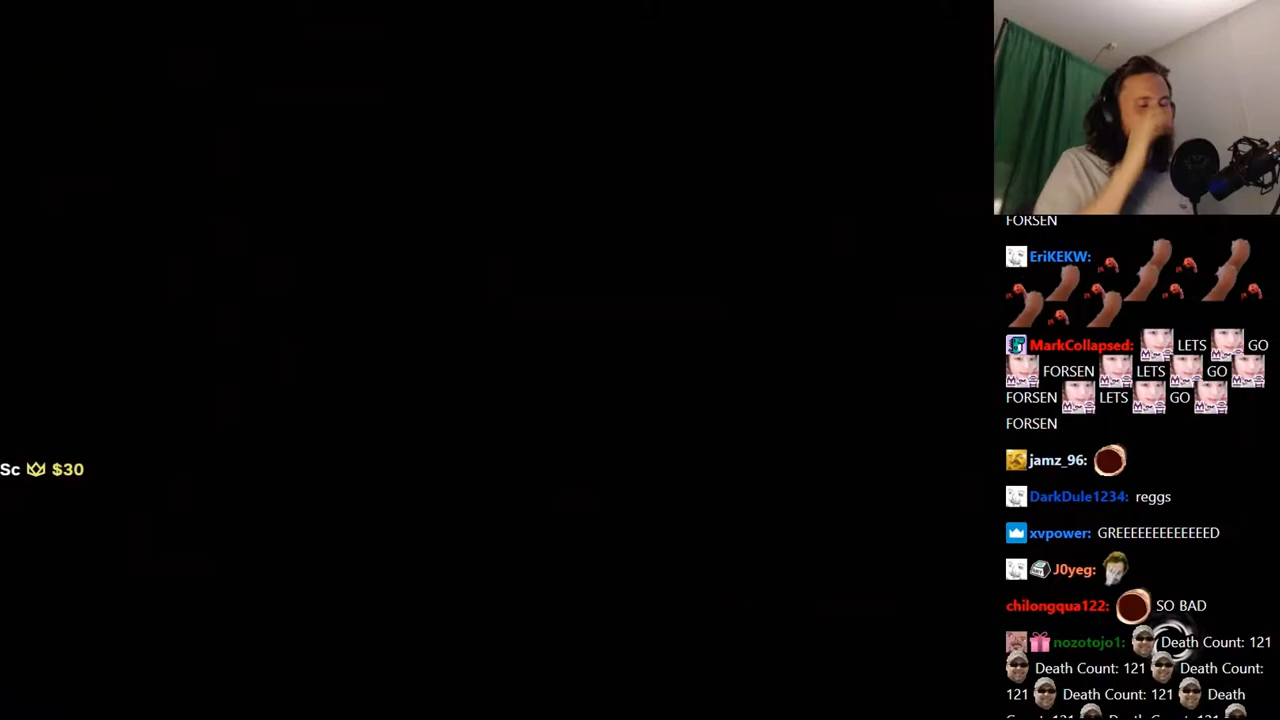 FORSEN
EriKEKW:
MarkCollapsed: LETS GO
FORSEN LETS GO
FORSEN LETS GO
FORSEN
Sc $30
jamz_96:
DarkDule1234: reggs
xvpower: GREEEEEEEEEEEEED
J0yeg:
chilongqua122: SO BAD
nozotojo1: Death Count: 121
Death Count: 121 Death Count:
121 Death Count: 121 Death